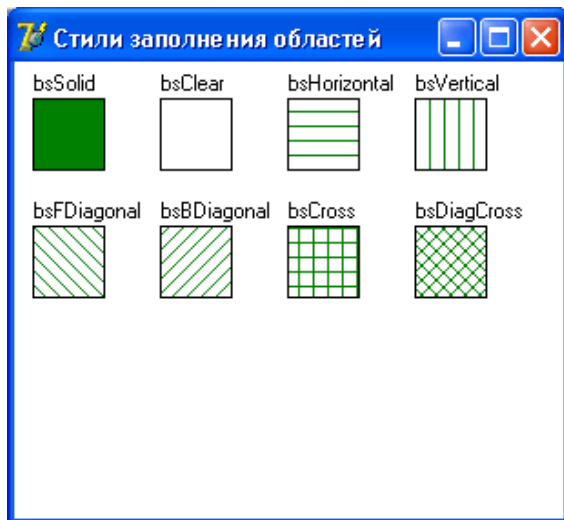 Стили заполнения областей
bsSolid bsClear bsHorizontal bsVertical
bsFDiagonal bsBDiagonal bsCross bsDiagCross